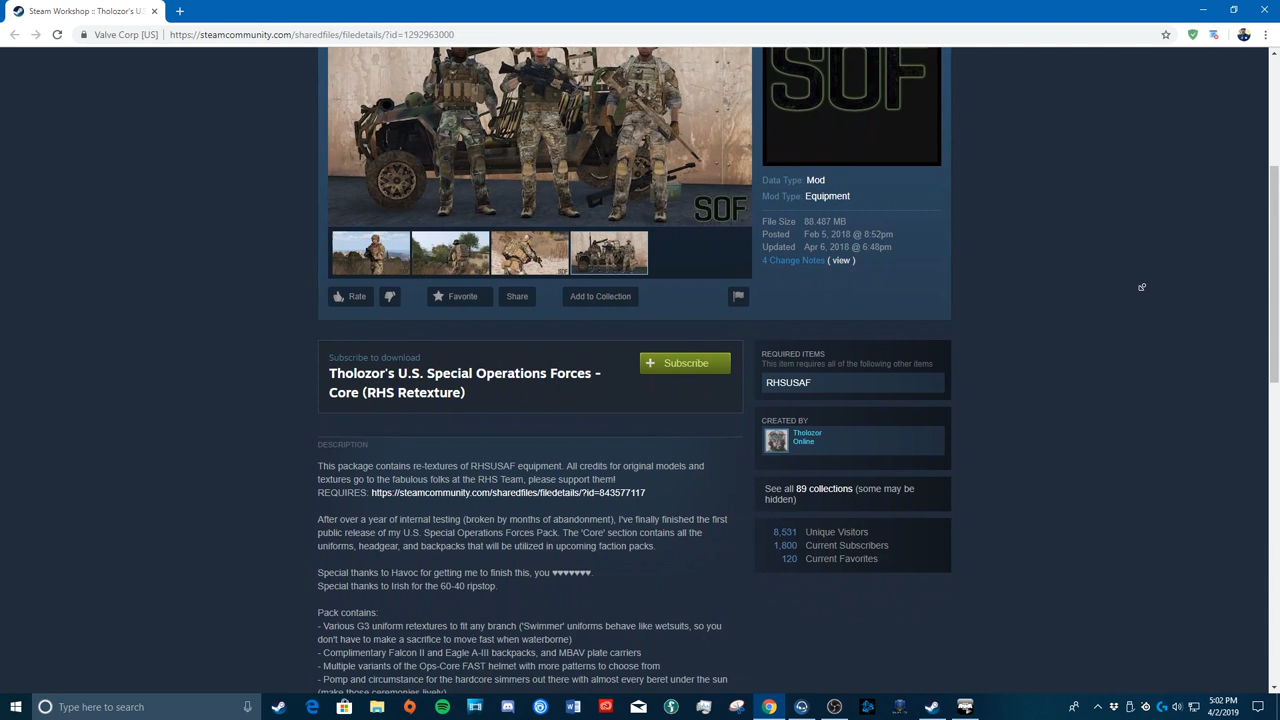 Steam Workshop :: Tholozor's U.S
Valve Corp [US] | https://steamcommunity.com/sharedfiles/filedetails/?id=1292963000
SOF
SOF
Data Type: Mod
Mod Type: Equipment
File Size 88.487 MB
Posted Feb 5, 2018 @ 8:52pm
Updated Apr 6, 2018 @ 6:48pm
4 Change Notes ( view )
Rate Favorite Share Add to Collection
Subscribe to download
Tholozor's U.S. Special Operations Forces -
Core (RHS Retexture)
Subscribe
REQUIRED ITEMS
This item requires all of the following other items
RHSUSAF
CREATED BY
Tholozor
Online
See all 89 collections (some may be
hidden)
8,531 Unique Visitors
1,800 Current Subscribers
120 Current Favorites
DESCRIPTION
This package contains re-textures of RHSUSAF equipment. All credits for original models and
textures go to the fabulous folks at the RHS Team, please support them!
REQUIRES: https://steamcommunity.com/sharedfiles/filedetails/?id=843577117
After over a year of internal testing (broken by months of abandonment), I've finally finished the first
public release of my U.S. Special Operations Forces Pack. The 'Core' section contains all the
uniforms, headgear, and backpacks that will be utilized in upcoming faction packs.
Special thanks to Havoc for getting me to finish this, you ♥♥♥♥♥♥♥.
Special thanks to Irish for the 60-40 ripstop.
Pack contains:
- Various G3 uniform retextures to fit any branch ('Swimmer' uniforms behave like wetsuits, so you
don't have to make a sacrifice to move fast when waterborne)
- Complimentary Falcon II and Eagle A-III backpacks, and MBAV plate carriers
- Multiple variants of the Ops-Core FAST helmet with more patterns to choose from
- Pomp and circumstance for the hardcore simmers out there with almost every beret under the sun
(make those ceremonies lively)
Type here to search
5:02 PM
4/2/2019